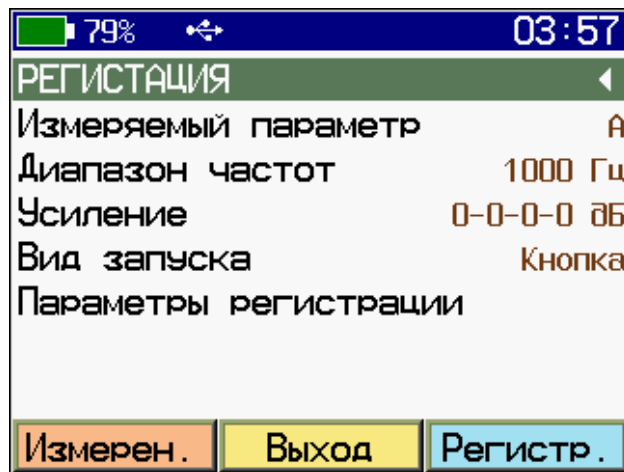 79% 03:57
РЕГИСТАЦИЯ
Измеряемый параметр А
Диапазон частот 1000 Гц
Усиление 0-0-0-0 дБ
Вид запуска Кнопка
Параметры регистрации
Измерен. Выход Регистр.